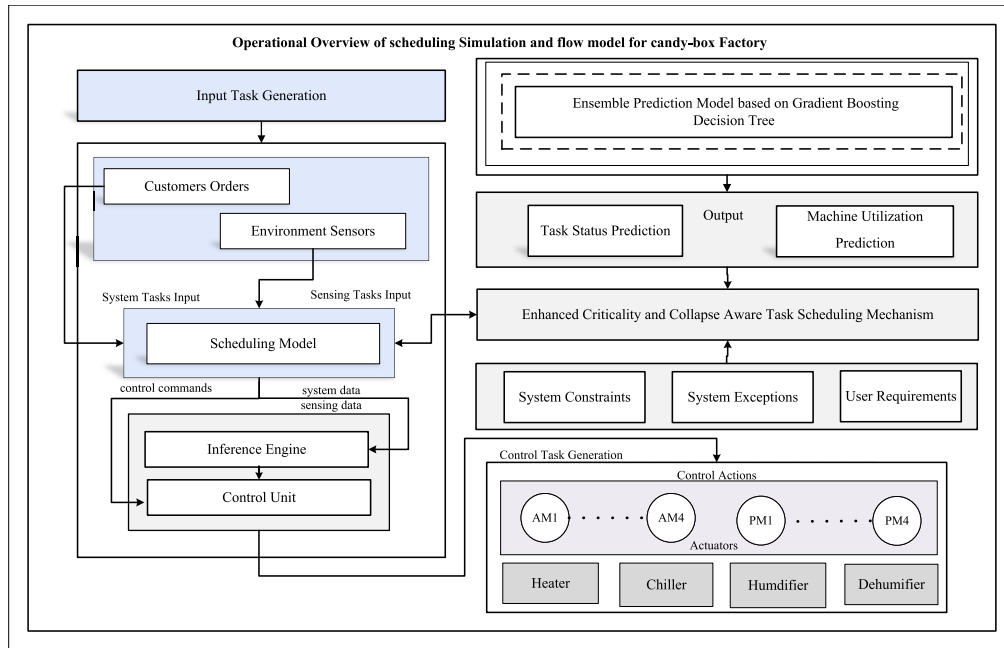 Operational Overview of scheduling Simulation and flow model for candy-box Factory
Input Task Generation
Customers Orders
Environment Sensors
System Tasks Input
Sensing Tasks Input
Scheduling Model
control commands
system data
sensing data
Inference Engine
Control Unit
Ensemble Prediction Model based on Gradient Boosting
Decision Tree
Output
Task Status Prediction
Machine Utilization
Prediction
Enhanced Criticality and Collapse Aware Task Scheduling Mechanism
System Constraints
System Exceptions
User Requirements
Control Task Generation
Control Actions
AM1
AM4
PM1
PM4
Actuators
Heater
Chiller
Humdifier
Dehumifier